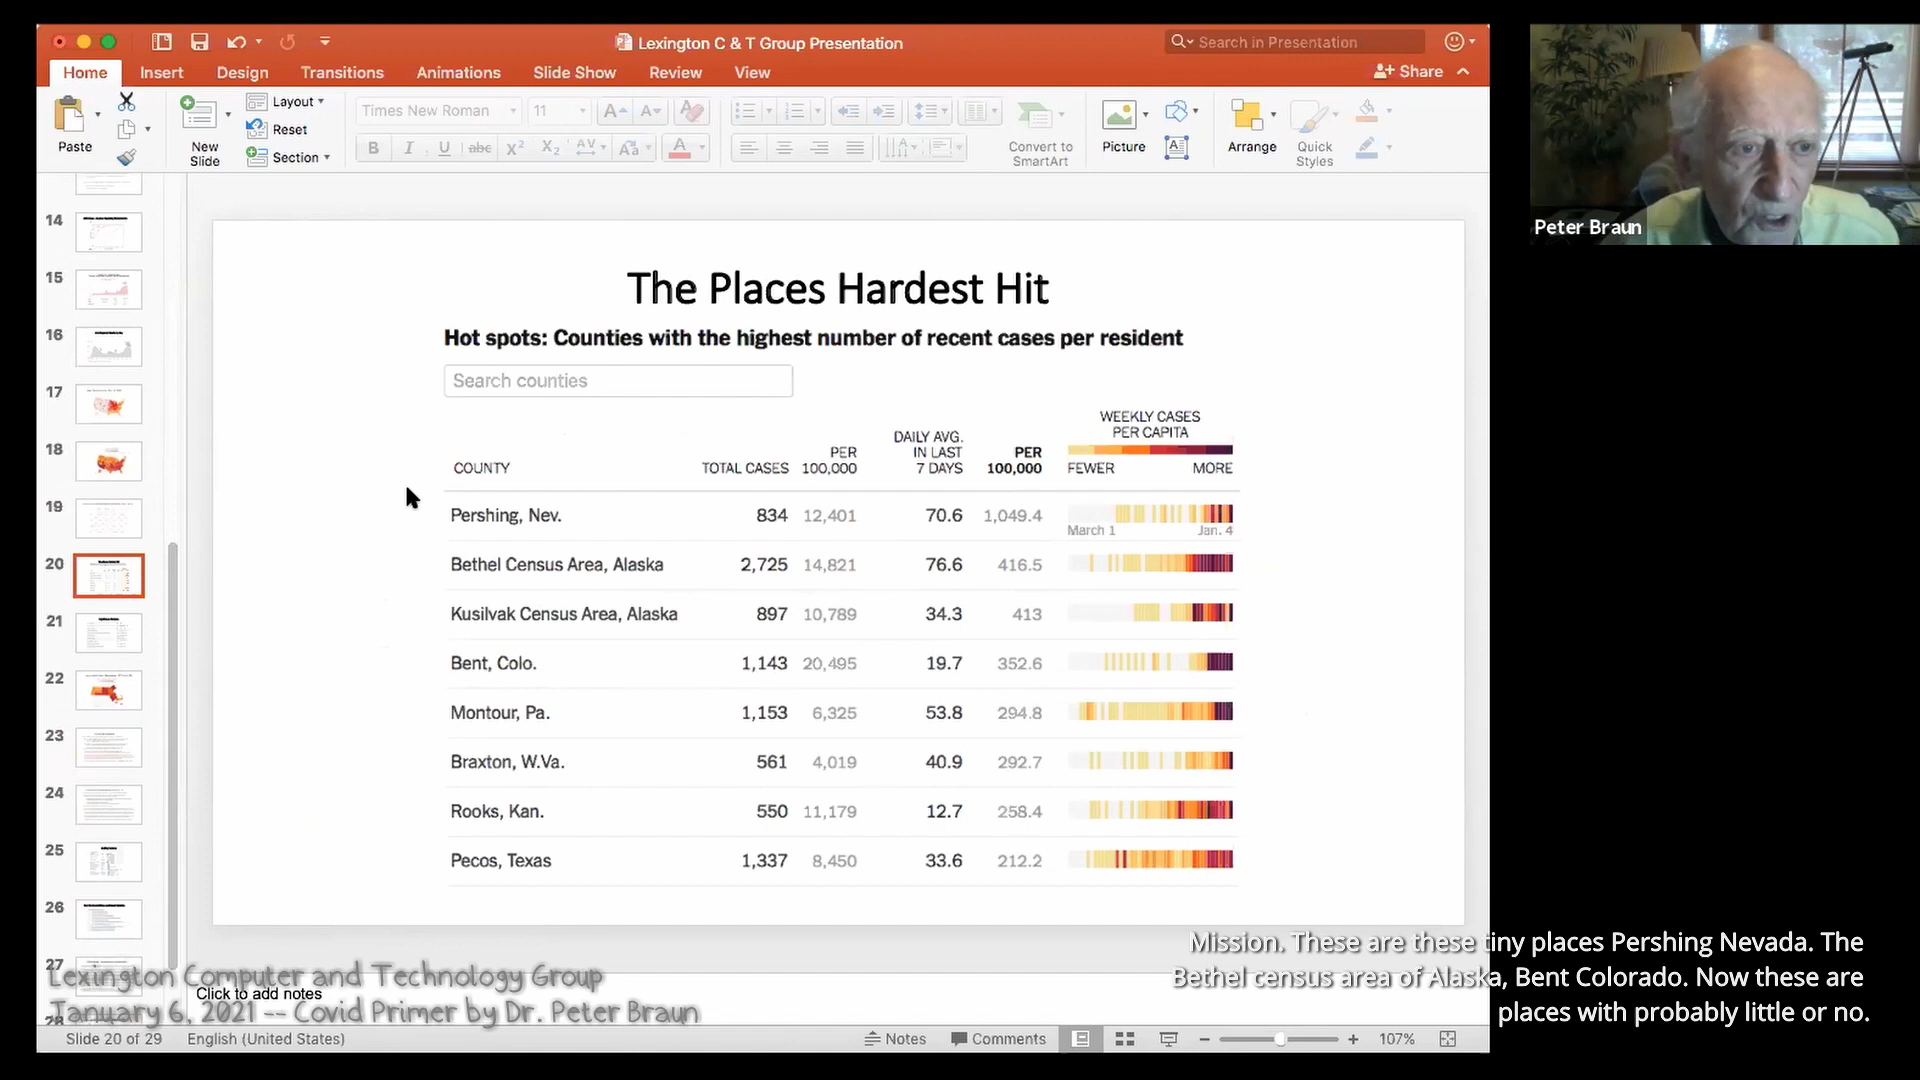 Lexington C & T Group Presentation
Search in Presentation
Home Insert Design Transitions Animations Slide Show Review View
Share
Paste
New Slide
Layout
Reset
Section
Times New Roman 11
B I U abc X² X₂ AV Aa A
Convert to SmartArt
Picture
Arrange
Quick Styles
Peter Braun
14
15
16
17
18
19
20
21
22
23
24
25
26
27
28
The Places Hardest Hit
Hot spots: Counties with the highest number of recent cases per resident
Search counties
WEEKLY CASES PER CAPITA
COUNTY TOTAL CASES PER 100,000 DAILY AVG. IN LAST 7 DAYS PER 100,000 FEWER MORE
Pershing, Nev. 834 12,401 70.6 1,049.4
March 1 Jan. 4
Bethel Census Area, Alaska 2,725 14,821 76.6 416.5
Kusilvak Census Area, Alaska 897 10,789 34.3 413
Bent, Colo. 1,143 20,495 19.7 352.6
Montour, Pa. 1,153 6,325 53.8 294.8
Braxton, W.Va. 561 4,019 40.9 292.7
Rooks, Kan. 550 11,179 12.7 258.4
Pecos, Texas 1,337 8,450 33.6 212.2
Mission. These are these tiny places Pershing Nevada. The
Bethel census area of Alaska, Bent Colorado. Now these are
places with probably little or no.
Lexington Computer and Technology Group
Click to add notes
January 6, 2021 -- Covid Primer by Dr. Peter Braun
Slide 20 of 29 English (United States) Notes Comments 107%